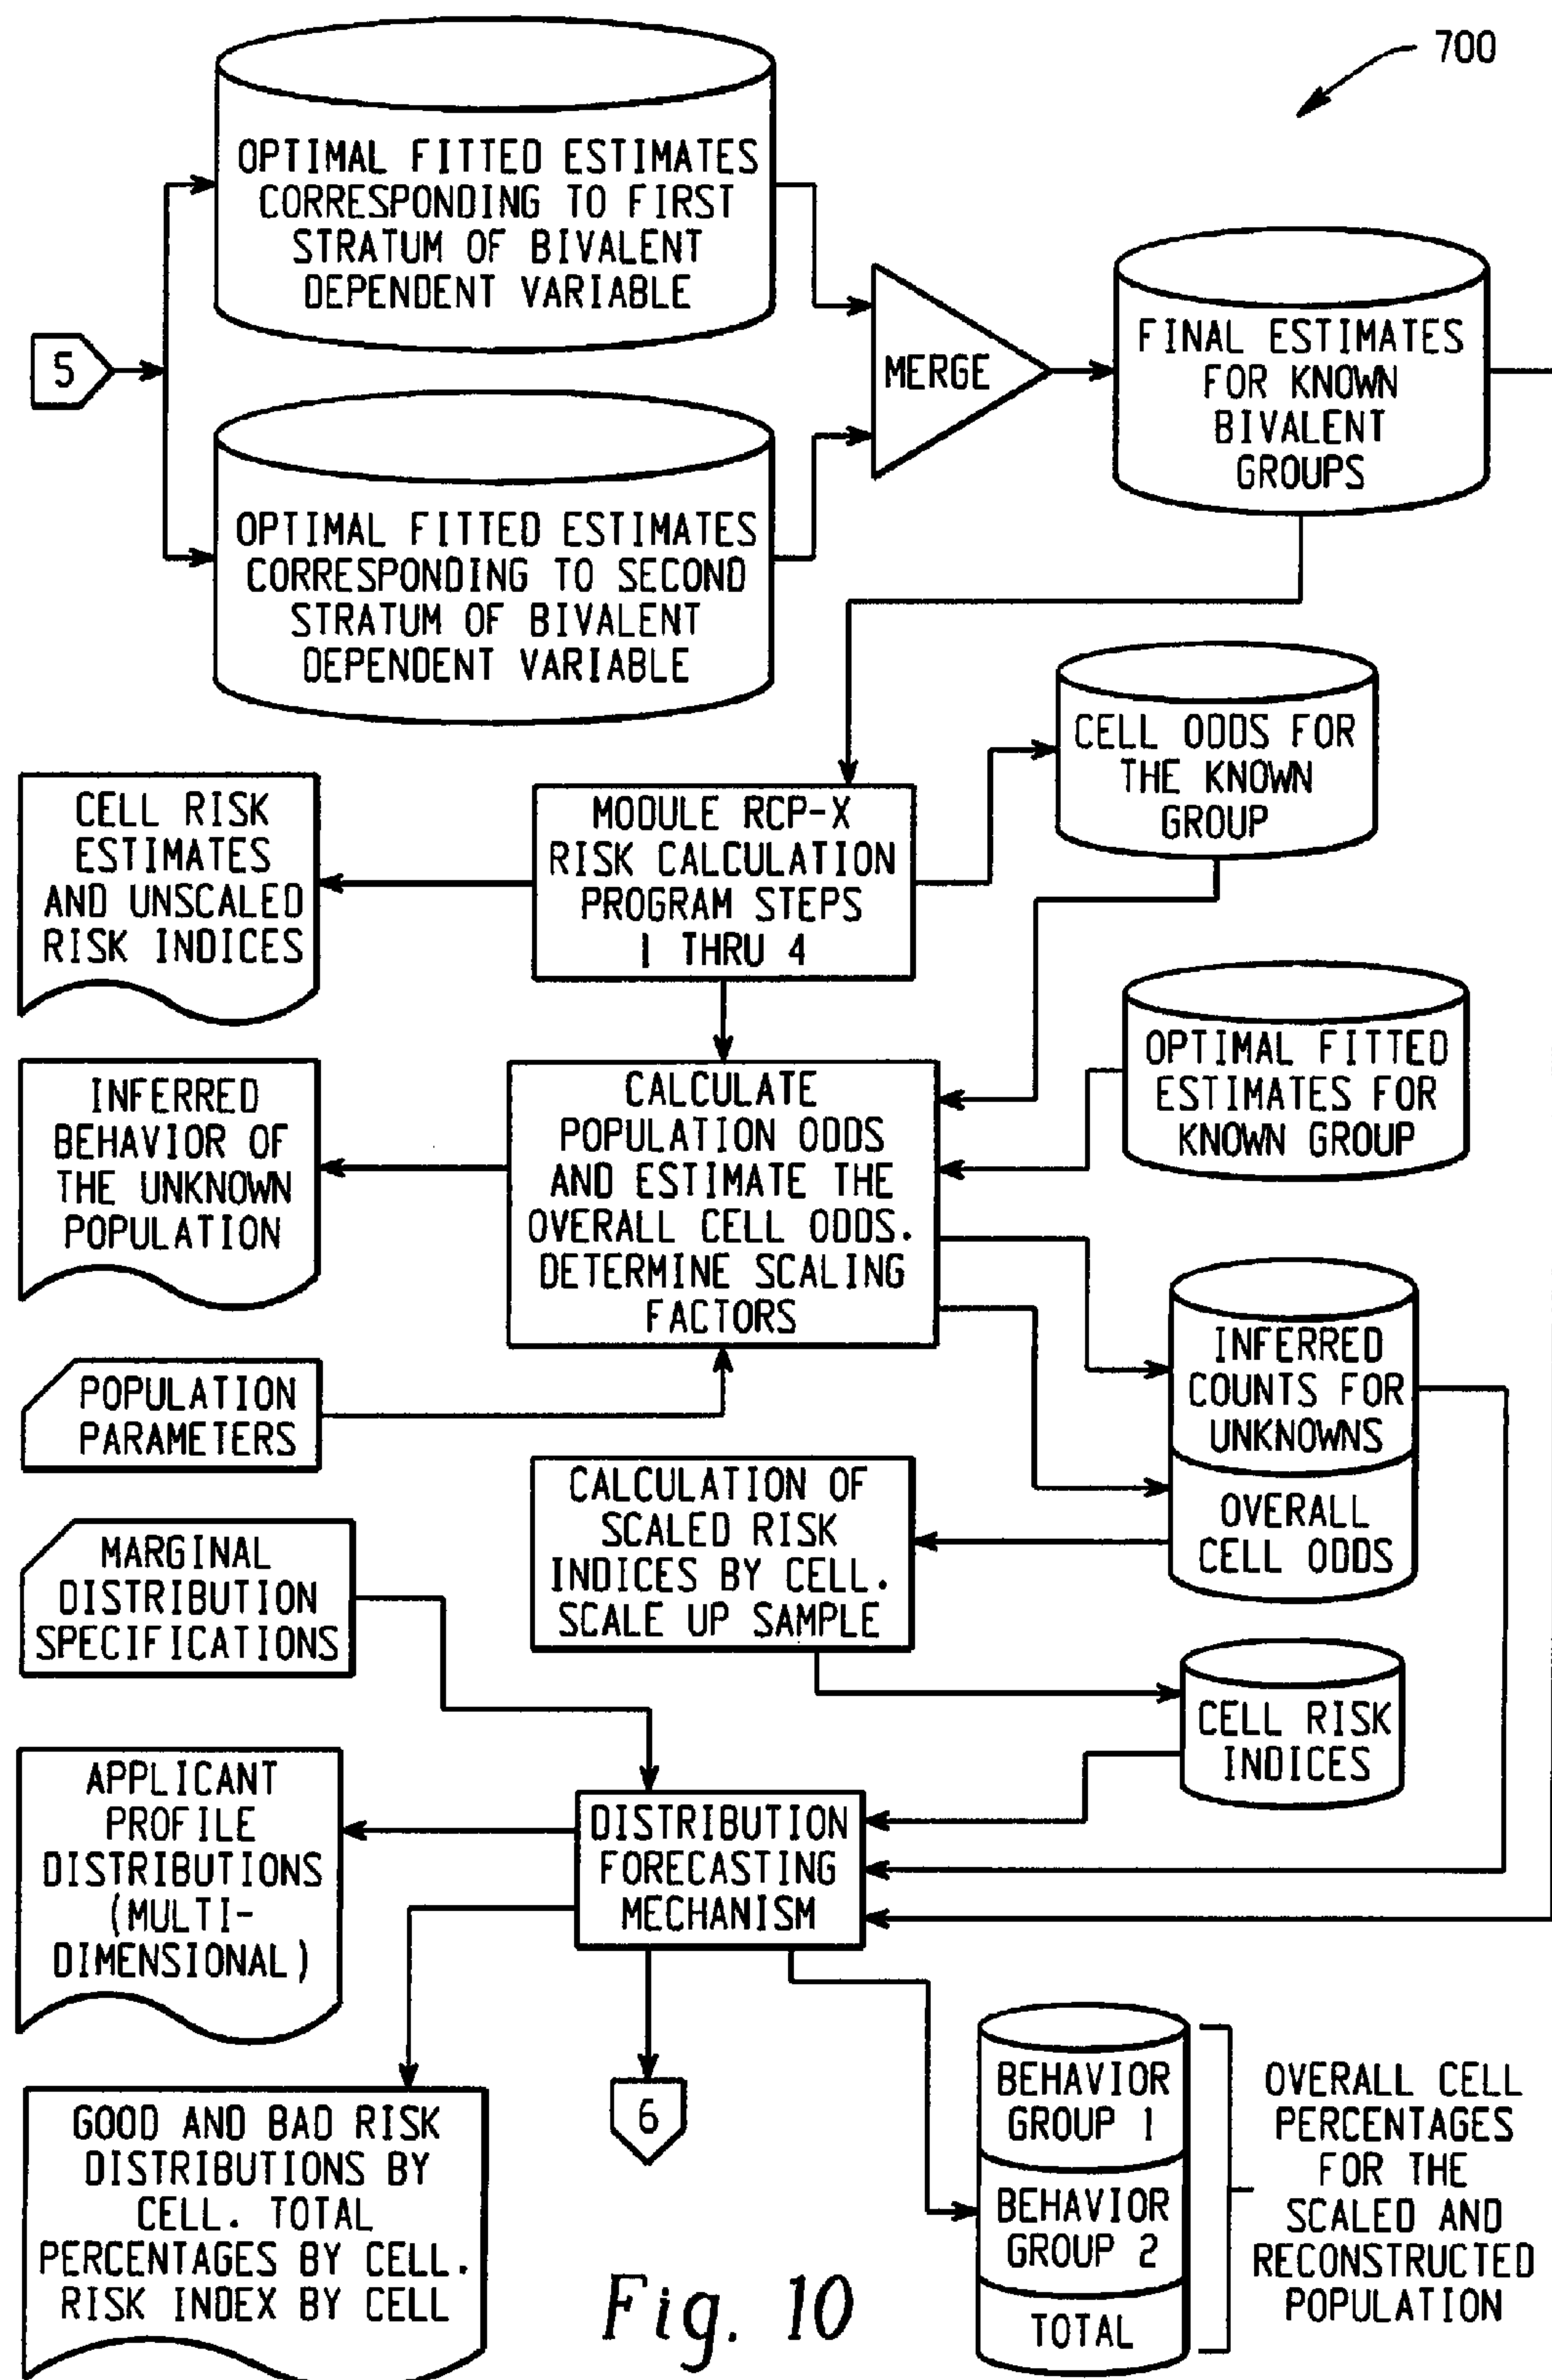 700
OPTIMAL FITTED ESTIMATES
CORRESPONDING TO FIRST
STRATUM OF BIVALENT
DEPENDENT VARIABLE
5
MERGE
FINAL ESTIMATES
FOR KNOWN
BIVALENT
GROUPS
OPTIMAL FITTED ESTIMATES
CORRESPONDING TO SECOND
STRATUM OF BIVALENT
DEPENDENT VARIABLE
CELL ODDS FOR
THE KNOWN
GROUP
CELL RISK
ESTIMATES
AND UNSCALED
RISK INDICES
MODULE RCP-X
RISK CALCULATION
PROGRAM STEPS
1 THRU 4
OPTIMAL FITTED
ESTIMATES FOR
KNOWN GROUP
INFERRED
BEHAVIOR OF
THE UNKNOWN
POPULATION
CALCULATE
POPULATION ODDS
AND ESTIMATE THE
OVERALL CELL ODDS.
DETERMINE SCALING
FACTORS
INFERRED
COUNTS FOR
UNKNOWNS
OVERALL
CELL ODDS
POPULATION
PARAMETERS
CALCULATION OF
SCALED RISK
INDICES BY CELL.
SCALE UP SAMPLE
MARGINAL
DISTRIBUTION
SPECIFICATIONS
CELL RISK
INDICES
APPLICANT
PROFILE
DISTRIBUTIONS
(MULTI-
DIMENSIONAL)
DISTRIBUTION
FORECASTING
MECHANISM
6
GOOD AND BAD RISK
DISTRIBUTIONS BY
CELL. TOTAL
PERCENTAGES BY CELL.
RISK INDEX BY CELL
BEHAVIOR
GROUP 1
BEHAVIOR
GROUP 2
TOTAL
OVERALL CELL
PERCENTAGES
FOR THE
SCALED AND
RECONSTRUCTED
POPULATION
Fig. 10